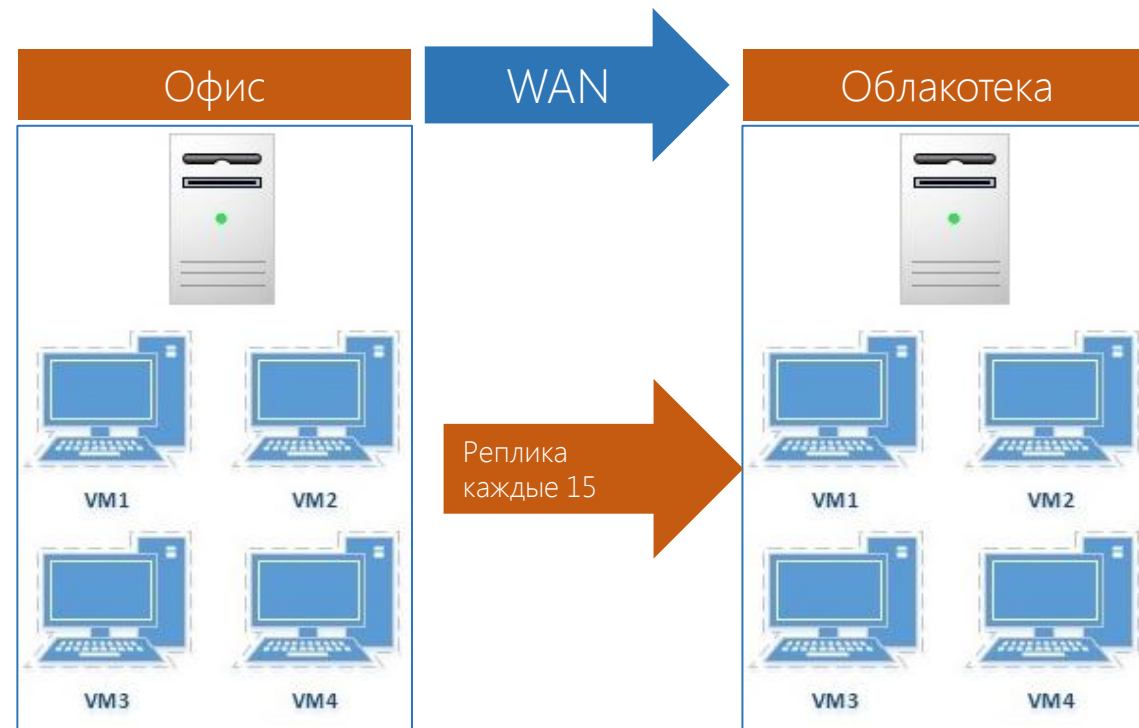 Офис
WAN
Облакотека
Реплика
каждые 15
VM1
VM2
VM1
VM2
VM3
VM4
VM3
VM4